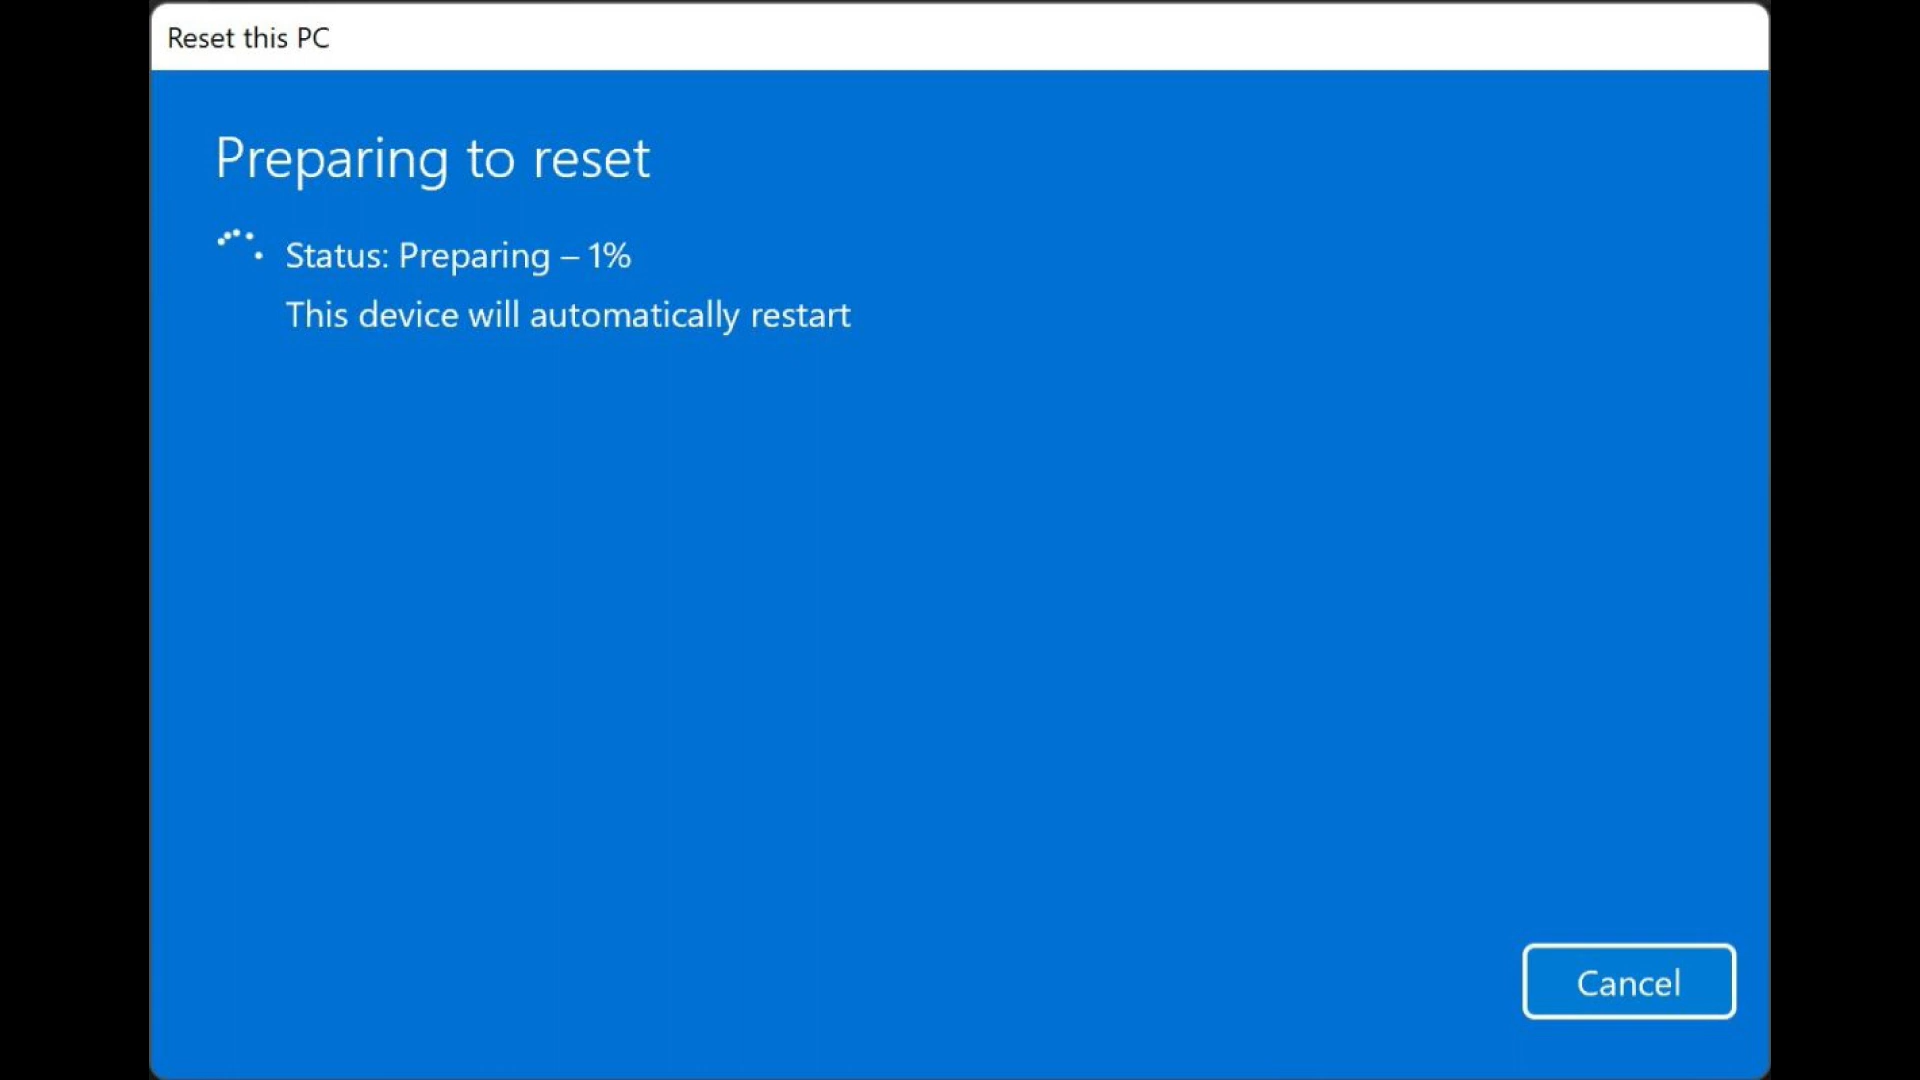 Reset this PC
Preparing to reset
Status: Preparing – 1%
This device will automatically restart
Cancel